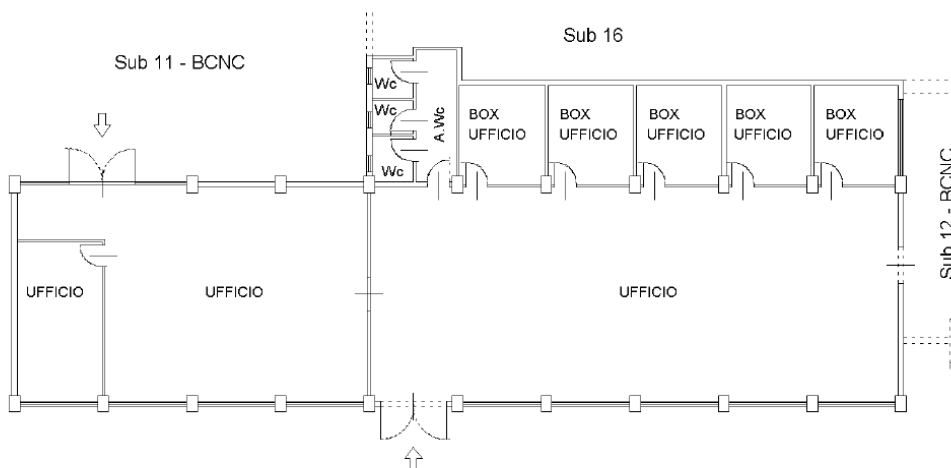 Sub 11 - BCNC
Sub 16
Wc
Wc
Wc
A.Wc
BOX
UFFICIO
BOX
UFFICIO
BOX
UFFICIO
BOX
UFFICIO
BOX
UFFICIO
Sub 12 - BCNC
UFFICIO
UFFICIO
UFFICIO